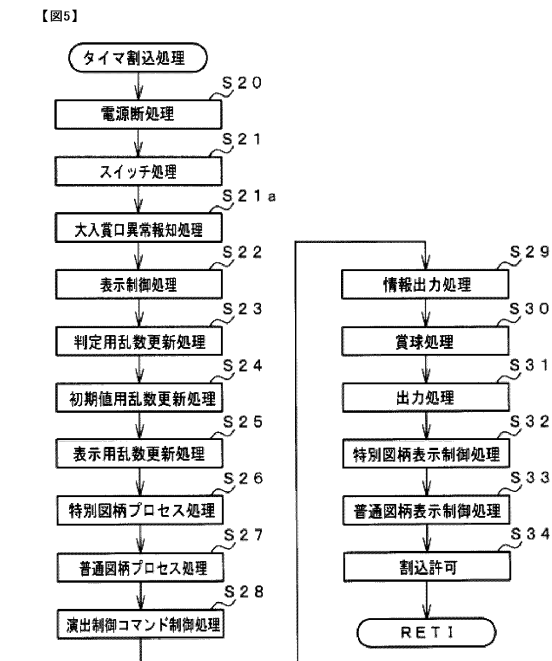 【図5】
タイマ割込処理
S20
電源断処理
S21
スイッチ処理
S21a
大入賞口異常報知処理
S22
表示制御処理
S23
判定用乱数更新処理
S24
初期値用乱数更新処理
S25
表示用乱数更新処理
S26
特別図柄プロセス処理
S27
普通図柄プロセス処理
S28
演出制御コマンド制御処理
S29
情報出力処理
S30
賞球処理
S31
出力処理
S32
特別図柄表示制御処理
S33
普通図柄表示制御処理
S34
割込許可
RETI